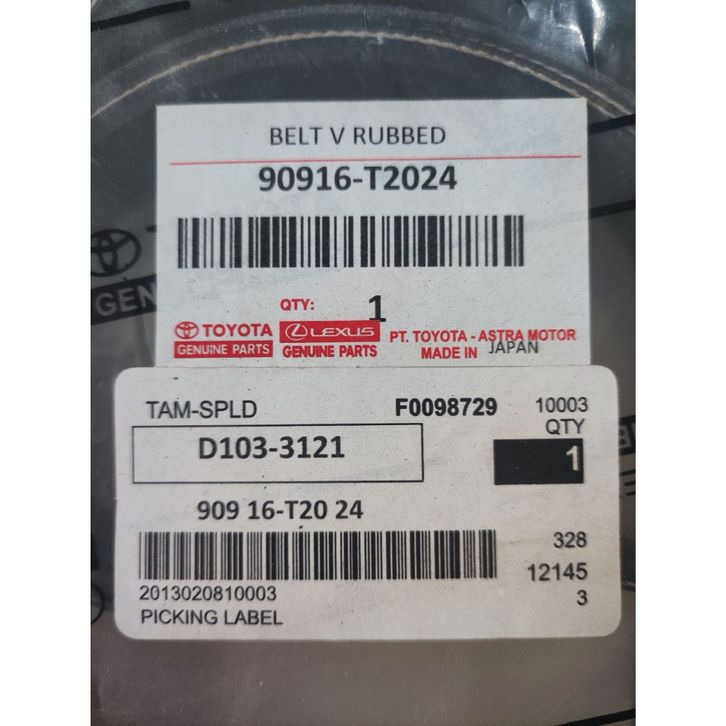 BELT V RUBBED
90916-T2024
QTY: 1
TOYOTA
GENUINE PARTS
LEXUS
GENUINE PARTS
PT. TOYOTA - ASTRA MOTOR
MADE IN JAPAN
GEN
TAM-SPLD
F0098729
10003
QTY
D103-3121
1
909 16-T20 24
328
12145
2013020810003
3
PICKING LABEL